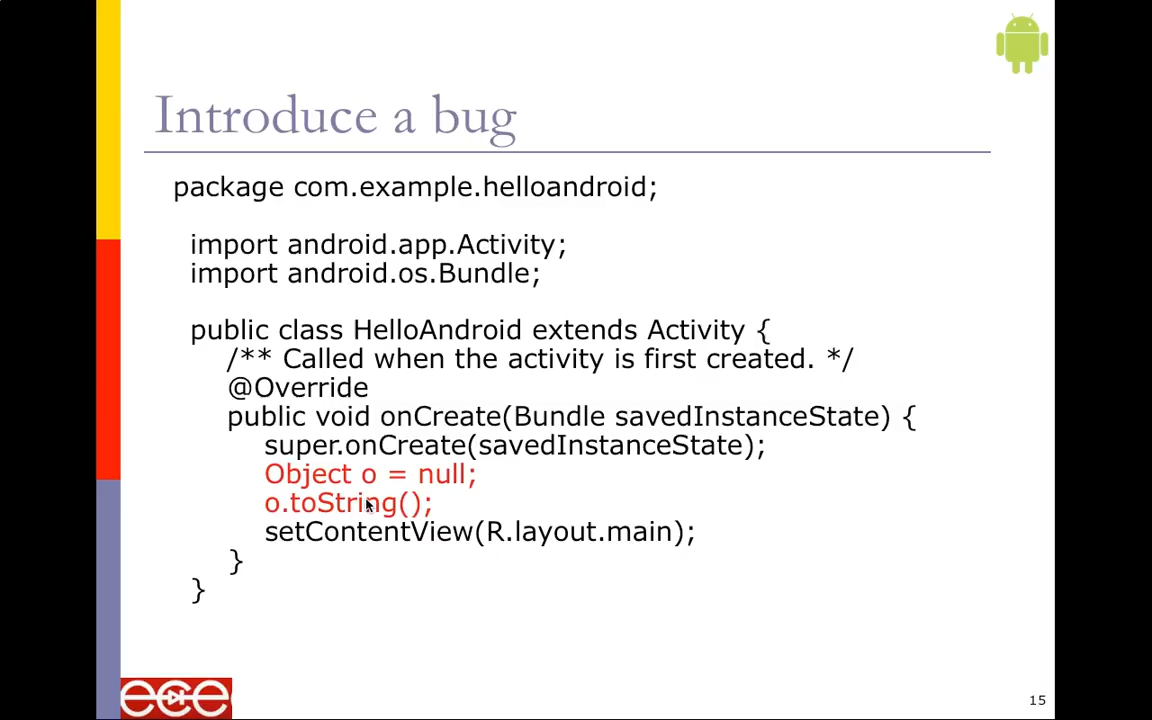 Introduce a bug
package com.example.helloandroid;
import android.app.Activity;
import android.os.Bundle;
public class HelloAndroid extends Activity {
/** Called when the activity is first created. */
@Override
public void onCreate(Bundle savedInstanceState) {
super.onCreate(savedInstanceState);
Object o = null;
o.toString();
setContentView(R.layout.main);
}
}
ece
15